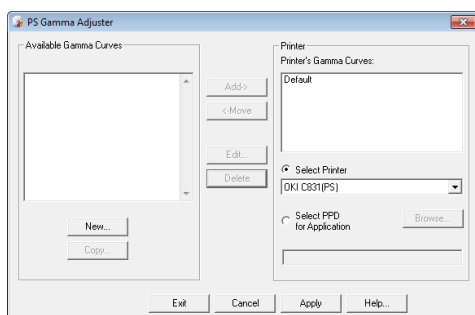 PS Gamma Adjuster
Available Gamma Curves
Add->
<-Move
Edit...
Delete
New...
Copy...
Printer
Printer's Gamma Curves:
Default
Select Printer
OKI C831(PS)
Select PPD
for Application
Browse...
Exit
Cancel
Apply
Help...